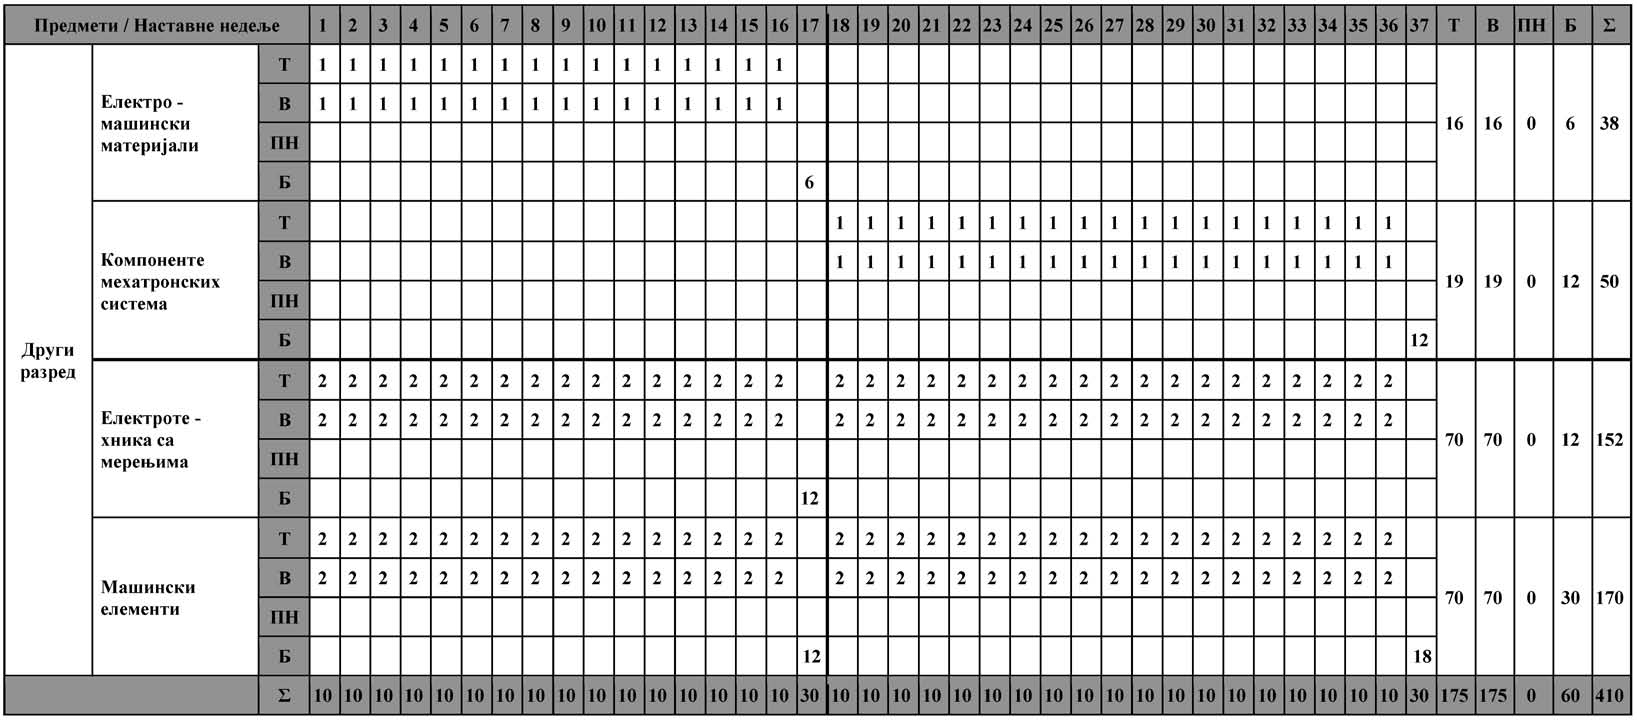 Предмети / Наставне недеље 1 2 3 4 5 6 7 8 9 10 11 12 13 14 15 16 17 18 19 20 21 22 23 24 25 26 27 28 29 30 31 32 33 34 35 36 37 Т В ПН Б Σ
Други
разред
Електро -
машински
материјали
Т 1 1 1 1 1 1 1 1 1 1 1 1 1 1 1 1
В 1 1 1 1 1 1 1 1 1 1 1 1 1 1 1 1
ПН
Б 6
16 16 0 6 38
Компоненте
мехатронских
система
Т 1 1 1 1 1 1 1 1 1 1 1 1 1 1 1 1 1 1 1
В 1 1 1 1 1 1 1 1 1 1 1 1 1 1 1 1 1 1 1
ПН
Б 12
19 19 0 12 50
Електроте -
хника са
мерењима
Т 2 2 2 2 2 2 2 2 2 2 2 2 2 2 2 2 2 2 2 2 2 2 2 2 2 2 2 2 2 2 2 2 2 2 2
В 2 2 2 2 2 2 2 2 2 2 2 2 2 2 2 2 2 2 2 2 2 2 2 2 2 2 2 2 2 2 2 2 2 2 2
ПН
Б 12
70 70 0 12 152
Машински
елементи
Т 2 2 2 2 2 2 2 2 2 2 2 2 2 2 2 2 2 2 2 2 2 2 2 2 2 2 2 2 2 2 2 2 2 2 2
В 2 2 2 2 2 2 2 2 2 2 2 2 2 2 2 2 2 2 2 2 2 2 2 2 2 2 2 2 2 2 2 2 2 2 2
ПН
Б 12 18
70 70 0 30 170
Σ 10 10 10 10 10 10 10 10 10 10 10 10 10 10 10 10 30 10 10 10 10 10 10 10 10 10 10 10 10 10 10 10 10 10 10 10 30 175 175 0 60 410